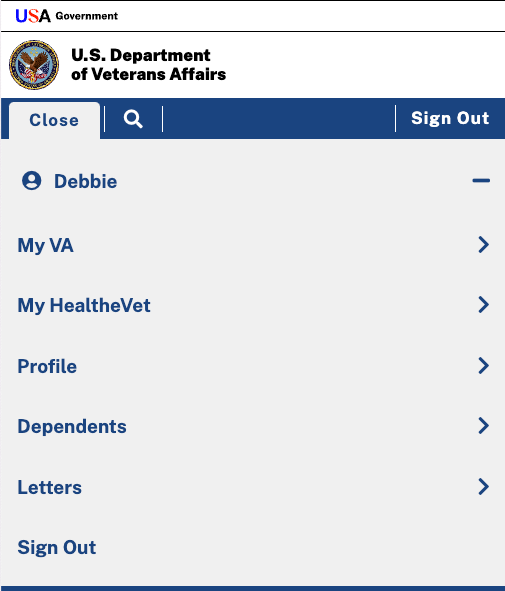 USA Government
U.S. Department
of Veterans Affairs
Close
Sign Out
Debbie
My VA
My HealtheVet
Profile
Dependents
Letters
Sign Out